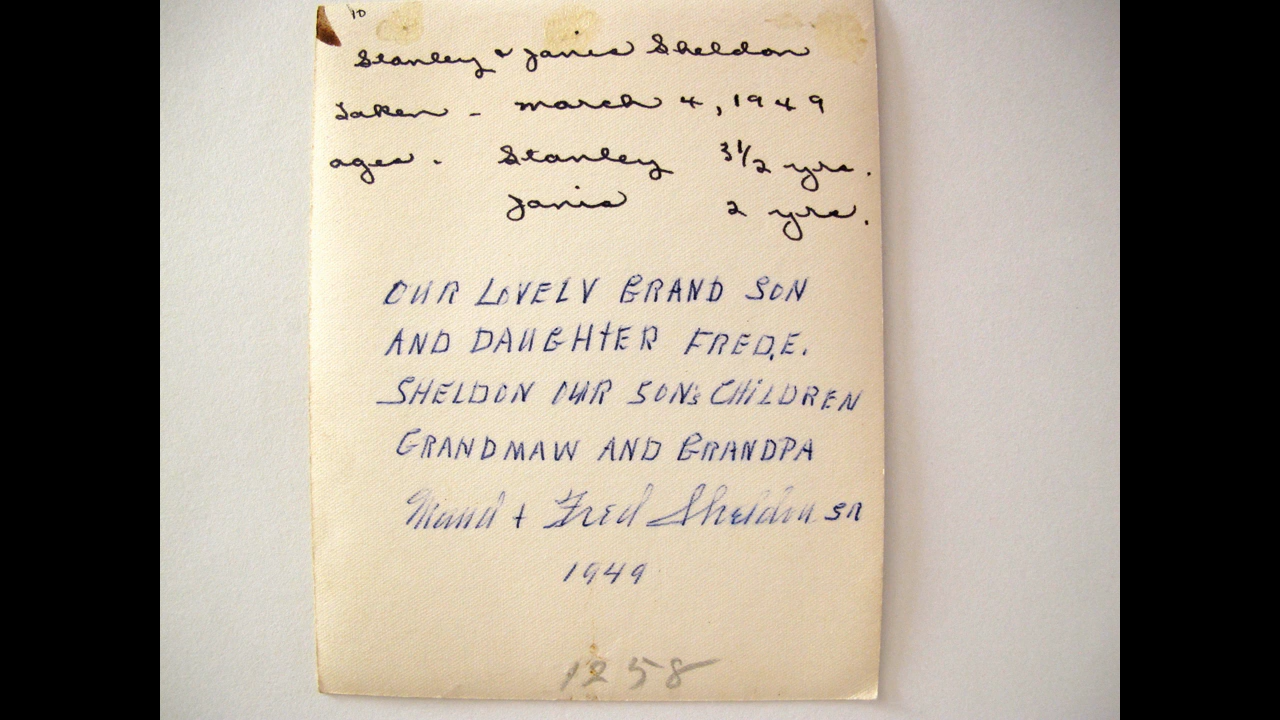 10
Stanley & Janis Sheldon
Taken - March 4, 1949
ages. Stanley 3 1/2 yrs.
Janis 2 yrs.
OUR LOVELY GRAND SON
AND DAUGHTER FRED.E.
SHELDON OUR SON'S CHILDREN
GRANDMAW AND GRANDPA
Maud + Fred Sheldon SR
1949
1258